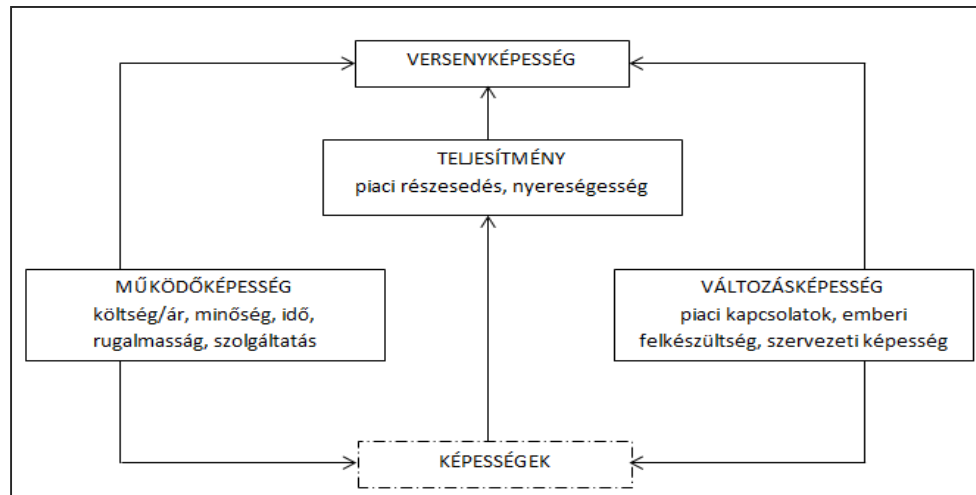 VERSENYKÉPESSÉG
TELJESÍTMÉNY
piaci részesedés, nyereségesség
MŰKÖDŐKÉPESSÉG
költség/ár, minőség, idő,
rugalmasság, szolgáltatás
VÁLTOZÁSKÉPESSÉG
piaci kapcsolatok, emberi
felkészültség, szervezeti képesség
KÉPESSÉGEK